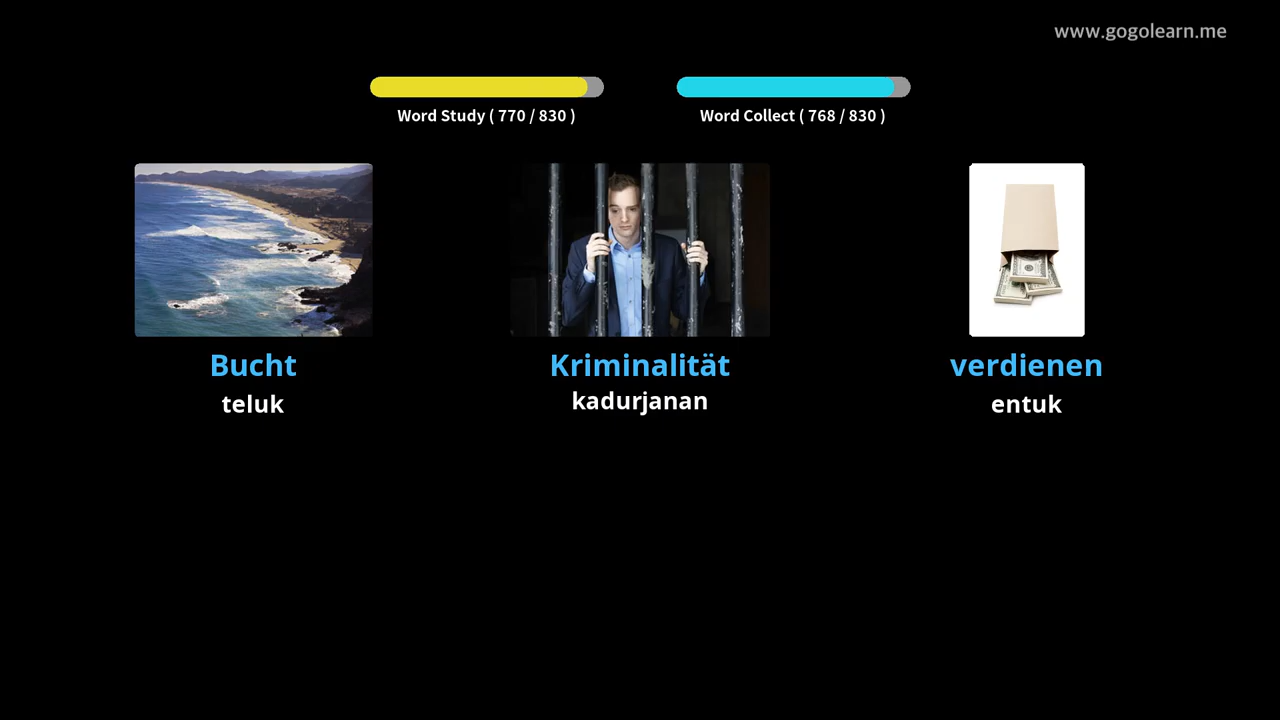 www.gogolearn.me
Word Study ( 770 / 830 )
Word Collect ( 768 / 830 )
Bucht
teluk
Kriminalität
kadurjanan
verdienen
entuk